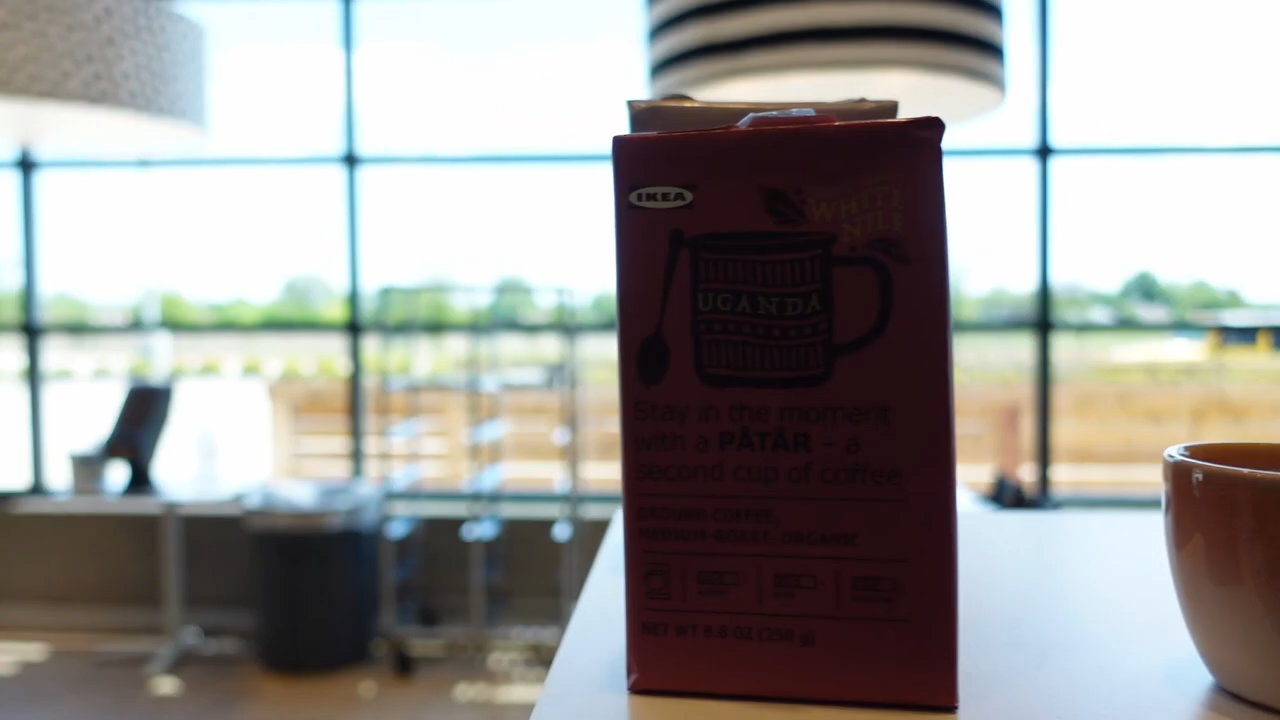 IKEA
WHITE
NILE
UGANDA
Stay in the moment
with a PÅTÅR – a
second cup of coffee
GROUND COFFEE,
MEDIUM-ROAST, ORGANIC
NET WT 8.8 OZ (250 g)